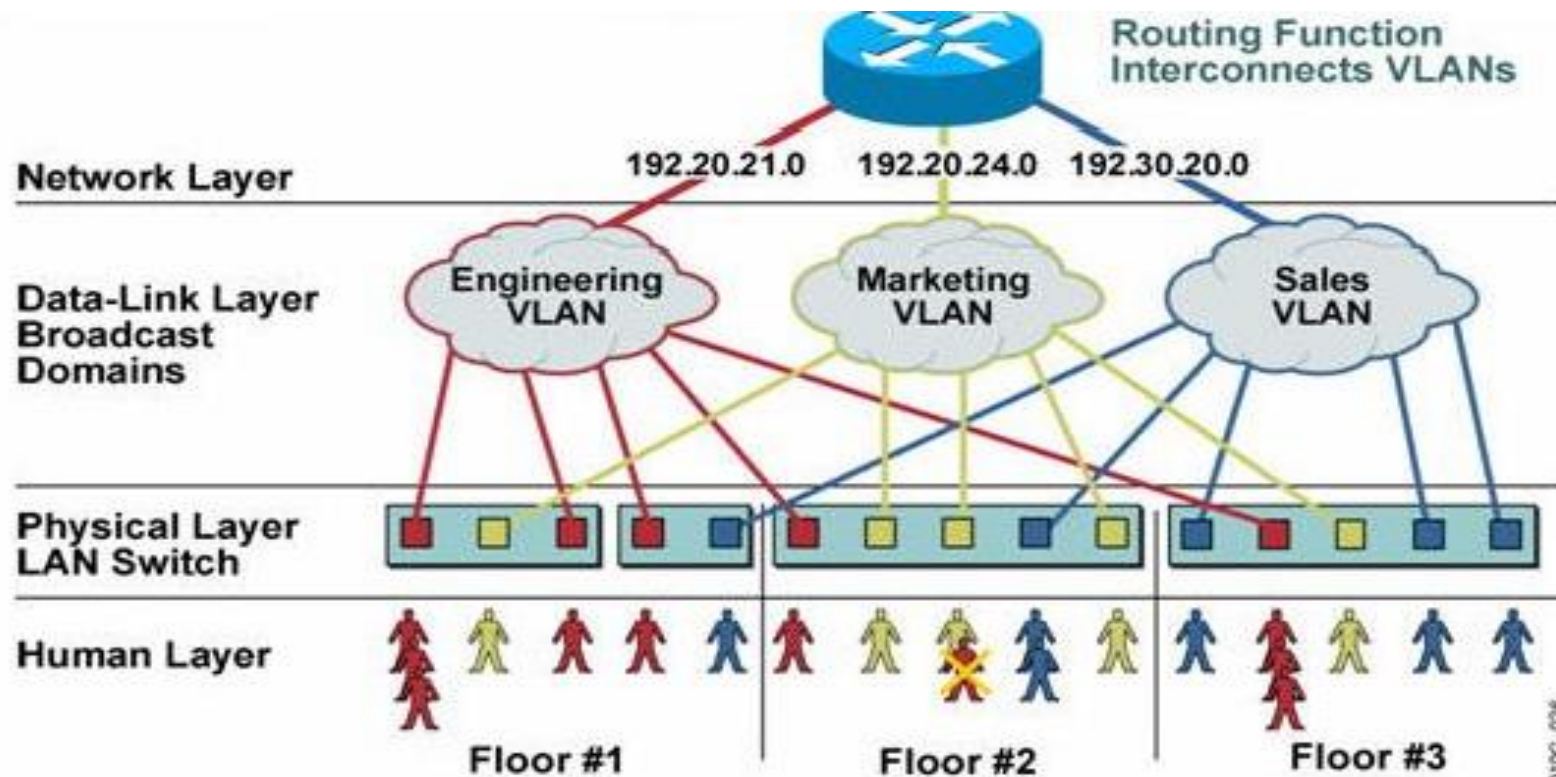 Routing Function
Interconnects VLANs
192.20.21.0 192.20.24.0 192.30.20.0
Network Layer
Engineering
VLAN
Marketing
VLAN
Sales
VLAN
Data-Link Layer
Broadcast
Domains
Physical Layer
LAN Switch
Human Layer
Floor #1
Floor #2
Floor #3